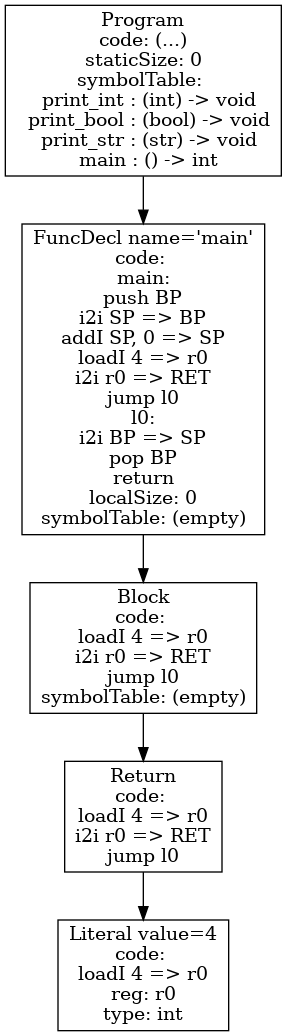 Program
code: (...)
staticSize: 0
symbolTable:
print_int : (int) -> void
print_bool : (bool) -> void
print_str : (str) -> void
main : () -> int
FuncDecl name='main'
code:
main:
push BP
i2i SP => BP
addI SP, 0 => SP
loadI 4 => r0
i2i r0 => RET
jump l0
l0:
i2i BP => SP
pop BP
return
localSize: 0
symbolTable: (empty)
Block
code:
loadI 4 => r0
i2i r0 => RET
jump l0
symbolTable: (empty)
Return
code:
loadI 4 => r0
i2i r0 => RET
jump l0
Literal value=4
code:
loadI 4 => r0
reg: r0
type: int